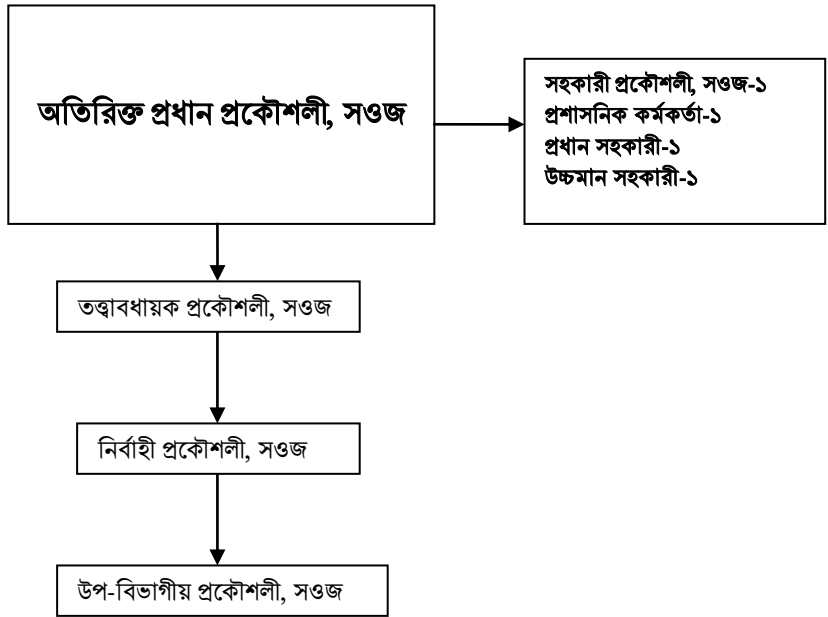 অতিরিক্ত প্রধান প্রকৌশলী, সওজ
সহকারী প্রকৌশলী, সওজ-১
প্রশাসনিক কর্মকর্তা-১
প্রধান সহকারী-১
উচ্চমান সহকারী-১
তত্ত্বাবধায়ক প্রকৌশলী, সওজ
নির্বাহী প্রকৌশলী, সওজ
উপ-বিভাগীয় প্রকৌশলী, সওজ